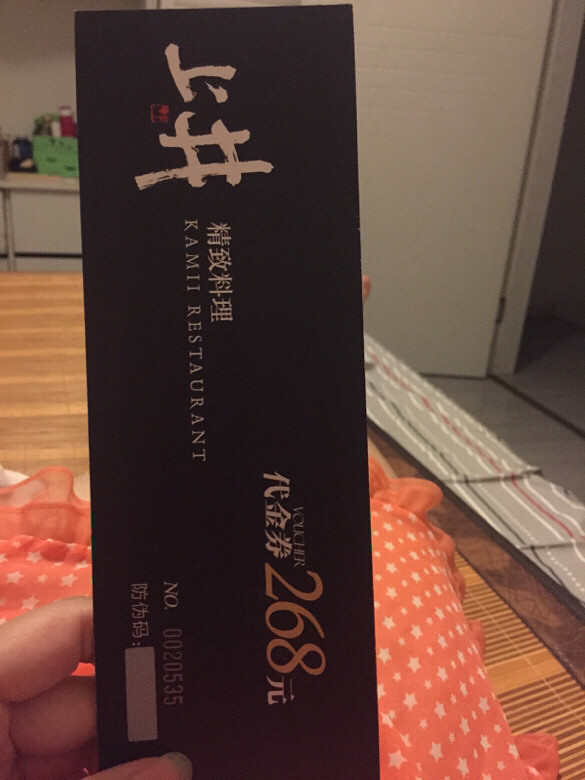 上井
精致料理
KAMII RESTAURANT
VOUCHER
代金券268元
NO. 0020535
防伪码: